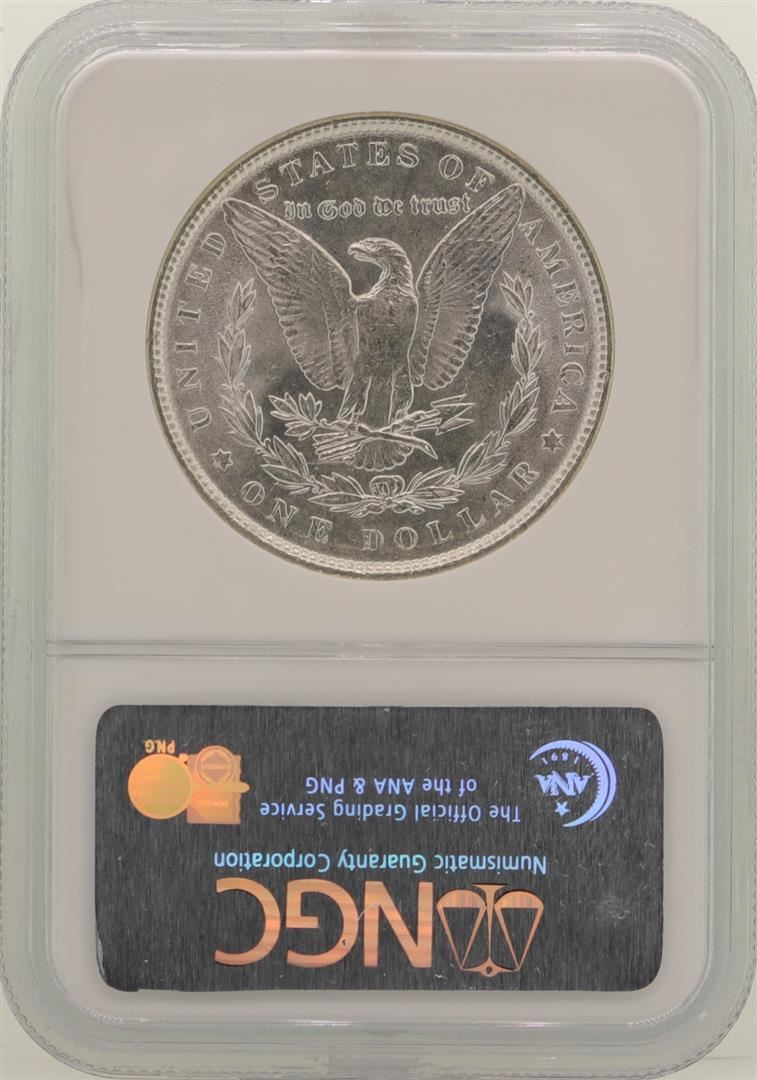 UNITED STATES OF AMERICA
In God we trust
ONE DOLLAR
NGC
Numismatic Guaranty Corporation
The Official Grading Service
of the ANA & PNG
ANA
1891
P.N.G.